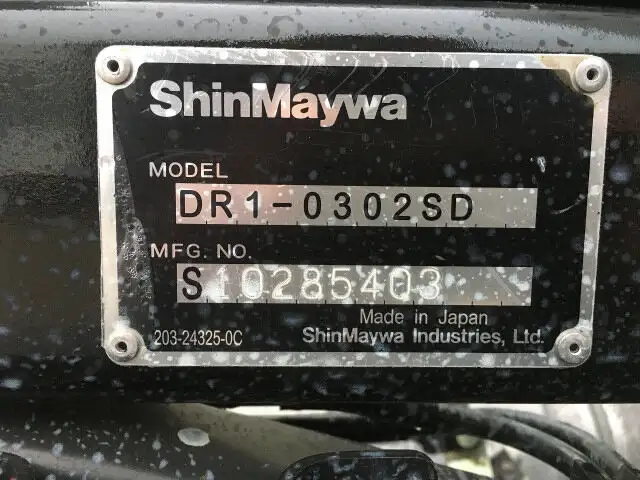 ShinMaywa
MODEL
DR1-0302SD
MFG. NO.
S10285403
Made in Japan
203-24325-0C ShinMaywa Industries, Ltd.